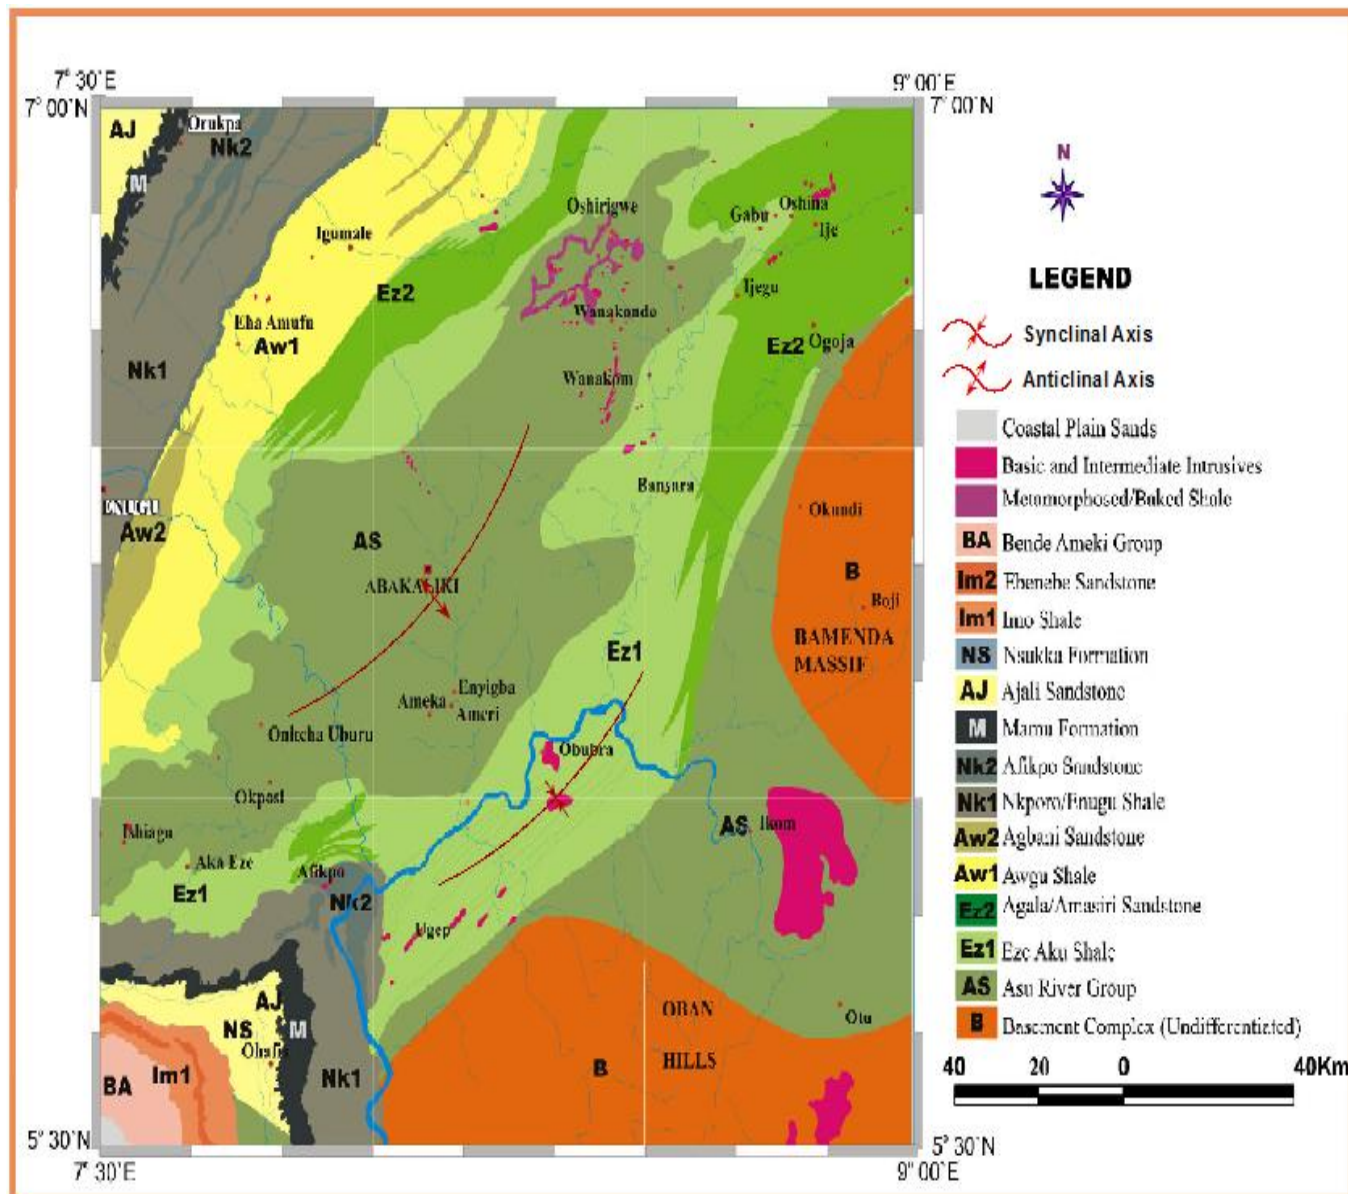 7° 30'E
9° 00'E
7° 00'N
7° 00'N
AJ
Orukpa
Nk2
M
N
Oshirigwe
Gabu
Oshina
Ije
Igumale
LEGEND
Ez2
Ijegu
Synclinal Axis
Wanakondo
Eha Amufu
Aw1
Ez2
Ogoja
Nk1
Wanakom
Anticlinal Axis
Coastal Plain Sands
Basic and Intermediate Intrusives
Bansara
Metamorphosed/Baked Shale
Okundi
Aw2
AS
BA Bende Ameki Group
B
Im2 Ebenebe Sandstone
ABAKALIKI
Boji
Im1 Imo Shale
BAMENDA
MASSIF
Ez1
NS Nsukka Formation
Enyigba
Ameka
Ameri
AJ Ajali Sandstone
Onicha Uburu
M Mamu Formation
Obubra
Nk2 Afikpo Sandstone
Okposi
Nk1 Nkporo/Enugu Shale
AS
Ikom
Ishiagu
Aw2 Agbani Sandstone
Aka Eze
Afikpo
Aw1 Awgu Shale
Ez1
Nk2
Ez2 Agala/Amasiri Sandstone
Ugep
Ez1 Eze Aku Shale
AS Asu River Group
AJ
OBAN
NS
M
Otu
B Basement Complex (Undifferentiated)
Ohafia
HILLS
BA
Im1
Nk1
B
40 20 0 40Km
5° 30'N
5° 30'N
7° 30'E
9° 00'E